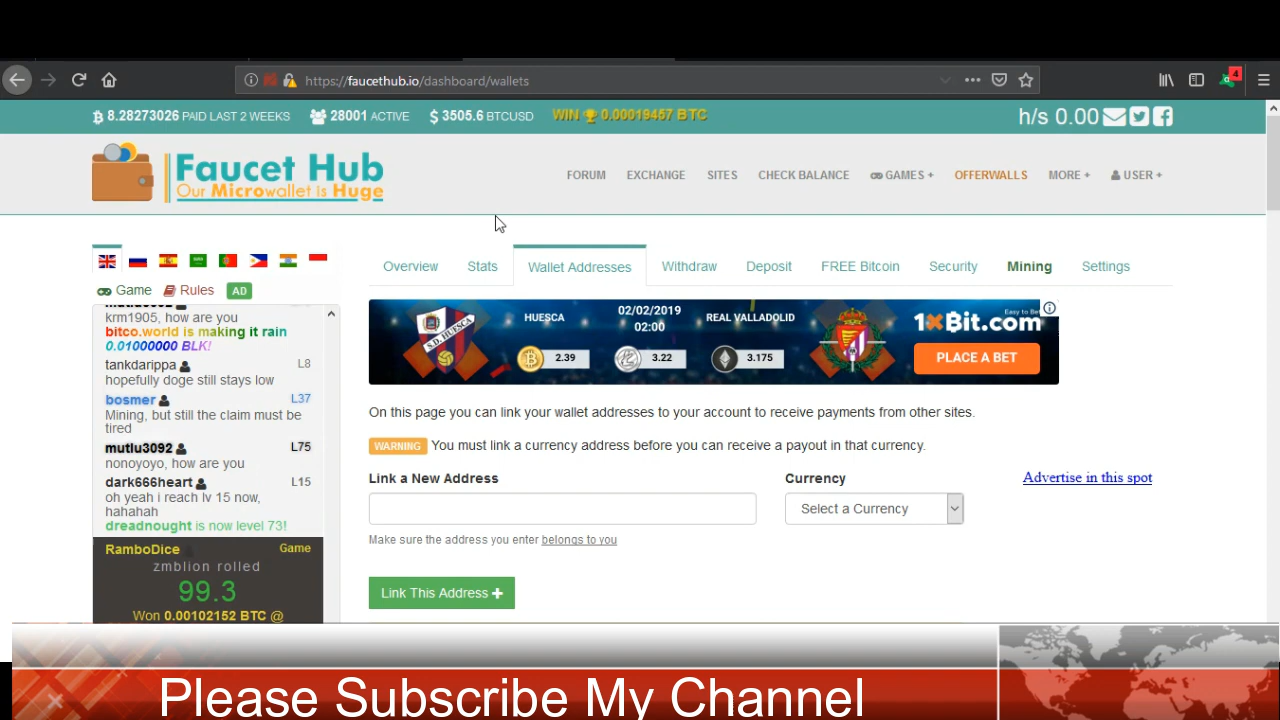 4
https://faucethub.io/dashboard/wallets
8.28273026 PAID LAST 2 WEEKS 28001 ACTIVE $ 3505.6 BTCUSD WIN 0.00019457 BTC h/s 0.00
Faucet Hub
Our Microwallet is Huge
FORUM EXCHANGE SITES CHECK BALANCE GAMES + OFFERWALLS MORE + USER +
Game Rules AD
mutlu3092
krm1905, how are you
bitco.world is making it rain
0.01000000 BLK!
tankdarippa L8
hopefully doge still stays low
bosmer L37
Mining, but still the claim must be
tired
mutlu3092 L75
nonoyoyo, how are you
dark666heart L15
oh yeah i reach lv 15 now,
hahahah
dreadnought is now level 73!
RamboDice Game
zmblion rolled
99.3
Won 0.00102152 BTC @
Overview Stats Wallet Addresses Withdraw Deposit FREE Bitcoin Security Mining Settings
HUESCA 02/02/2019 REAL VALLADOLID
02:00
2.39 3.22 3.175
Easy to Be
1xBit.com
PLACE A BET
On this page you can link your wallet addresses to your account to receive payments from other sites.
WARNING You must link a currency address before you can receive a payout in that currency.
Link a New Address Currency
Advertise in this spot
Select a Currency
Make sure the address you enter belongs to you
Link This Address +
Please Subscribe My Channel